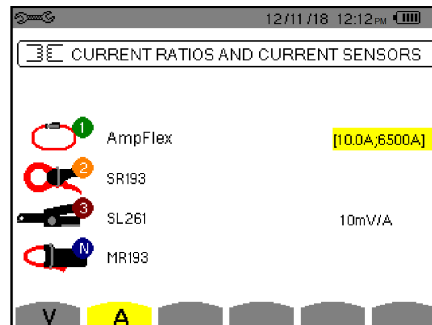 12/11/18 12:12PM
CURRENT RATIOS AND CURRENT SENSORS
1 AmpFlex [10.0A;6500A]
2 SR193
3 SL261 10mV/A
N MR193
V A